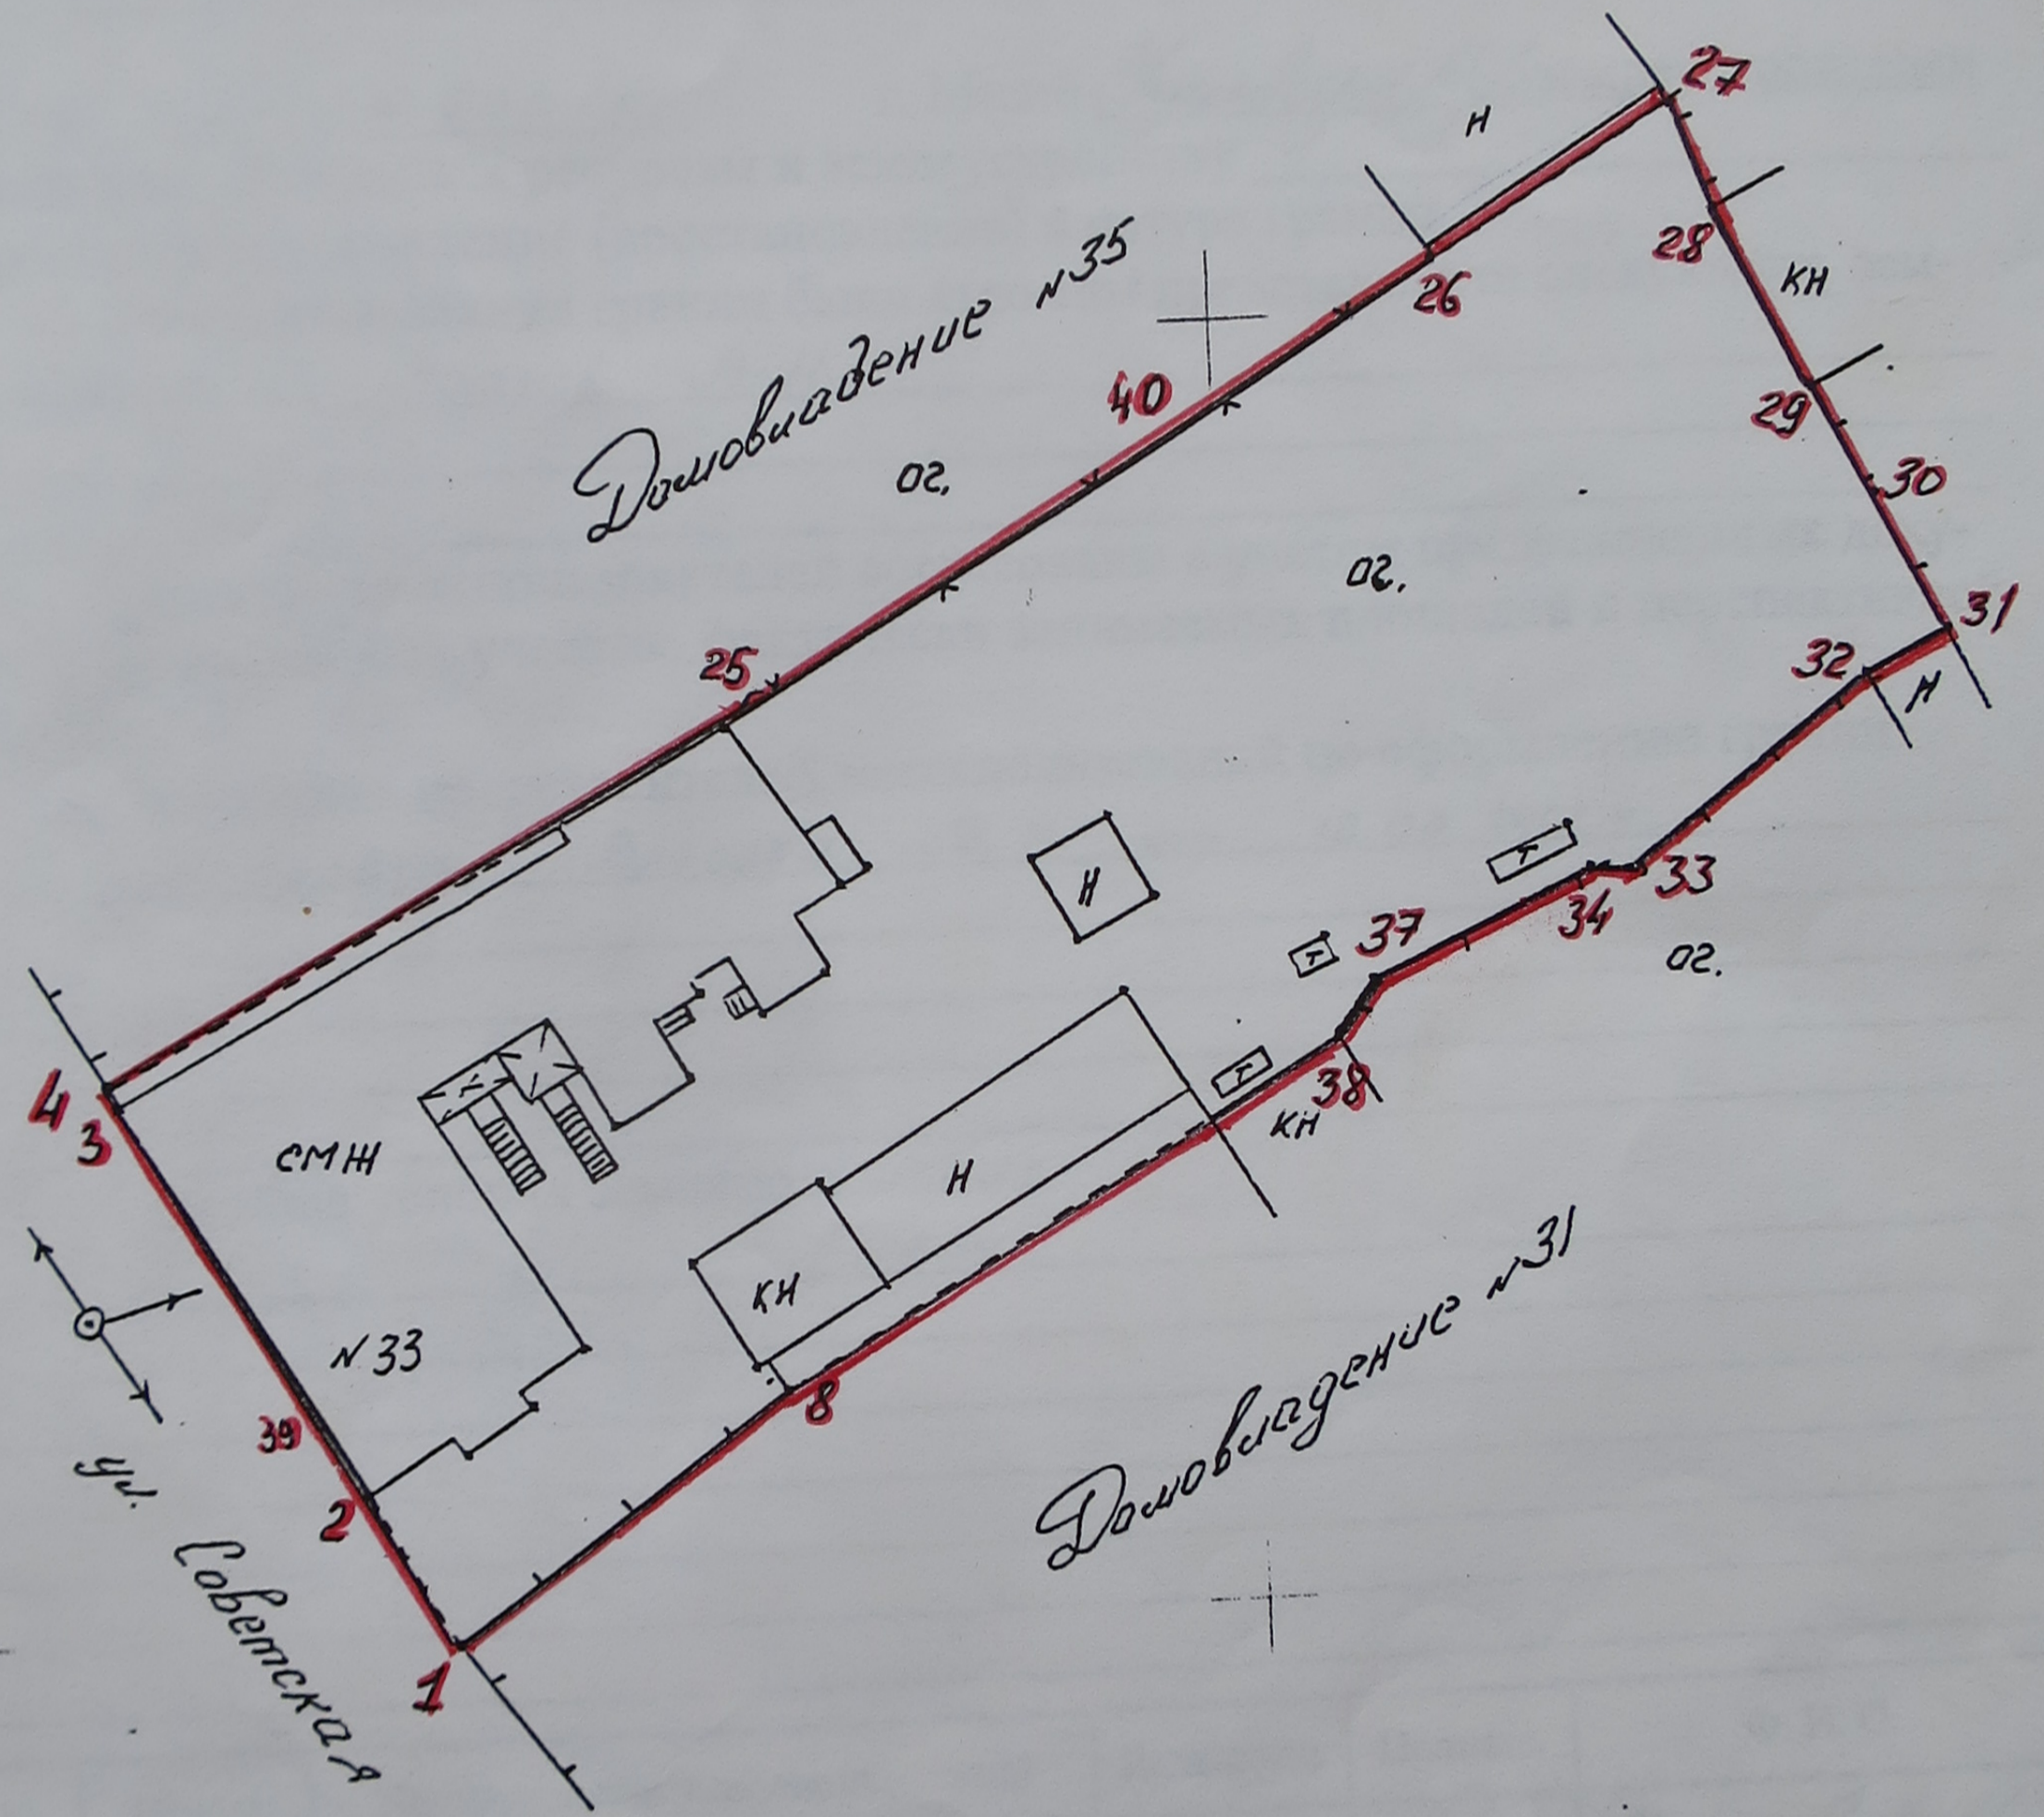 27
Н
28
Домовладение №35
КН
26
40
29
ог.
30
ог.
31
25
32
Н
Н
т
33
34
37
т
ог.
4
3
т
38
КН
СМЖ
Н
КН
№33
8
39
Домовладение №31
2
ул. Советская
1